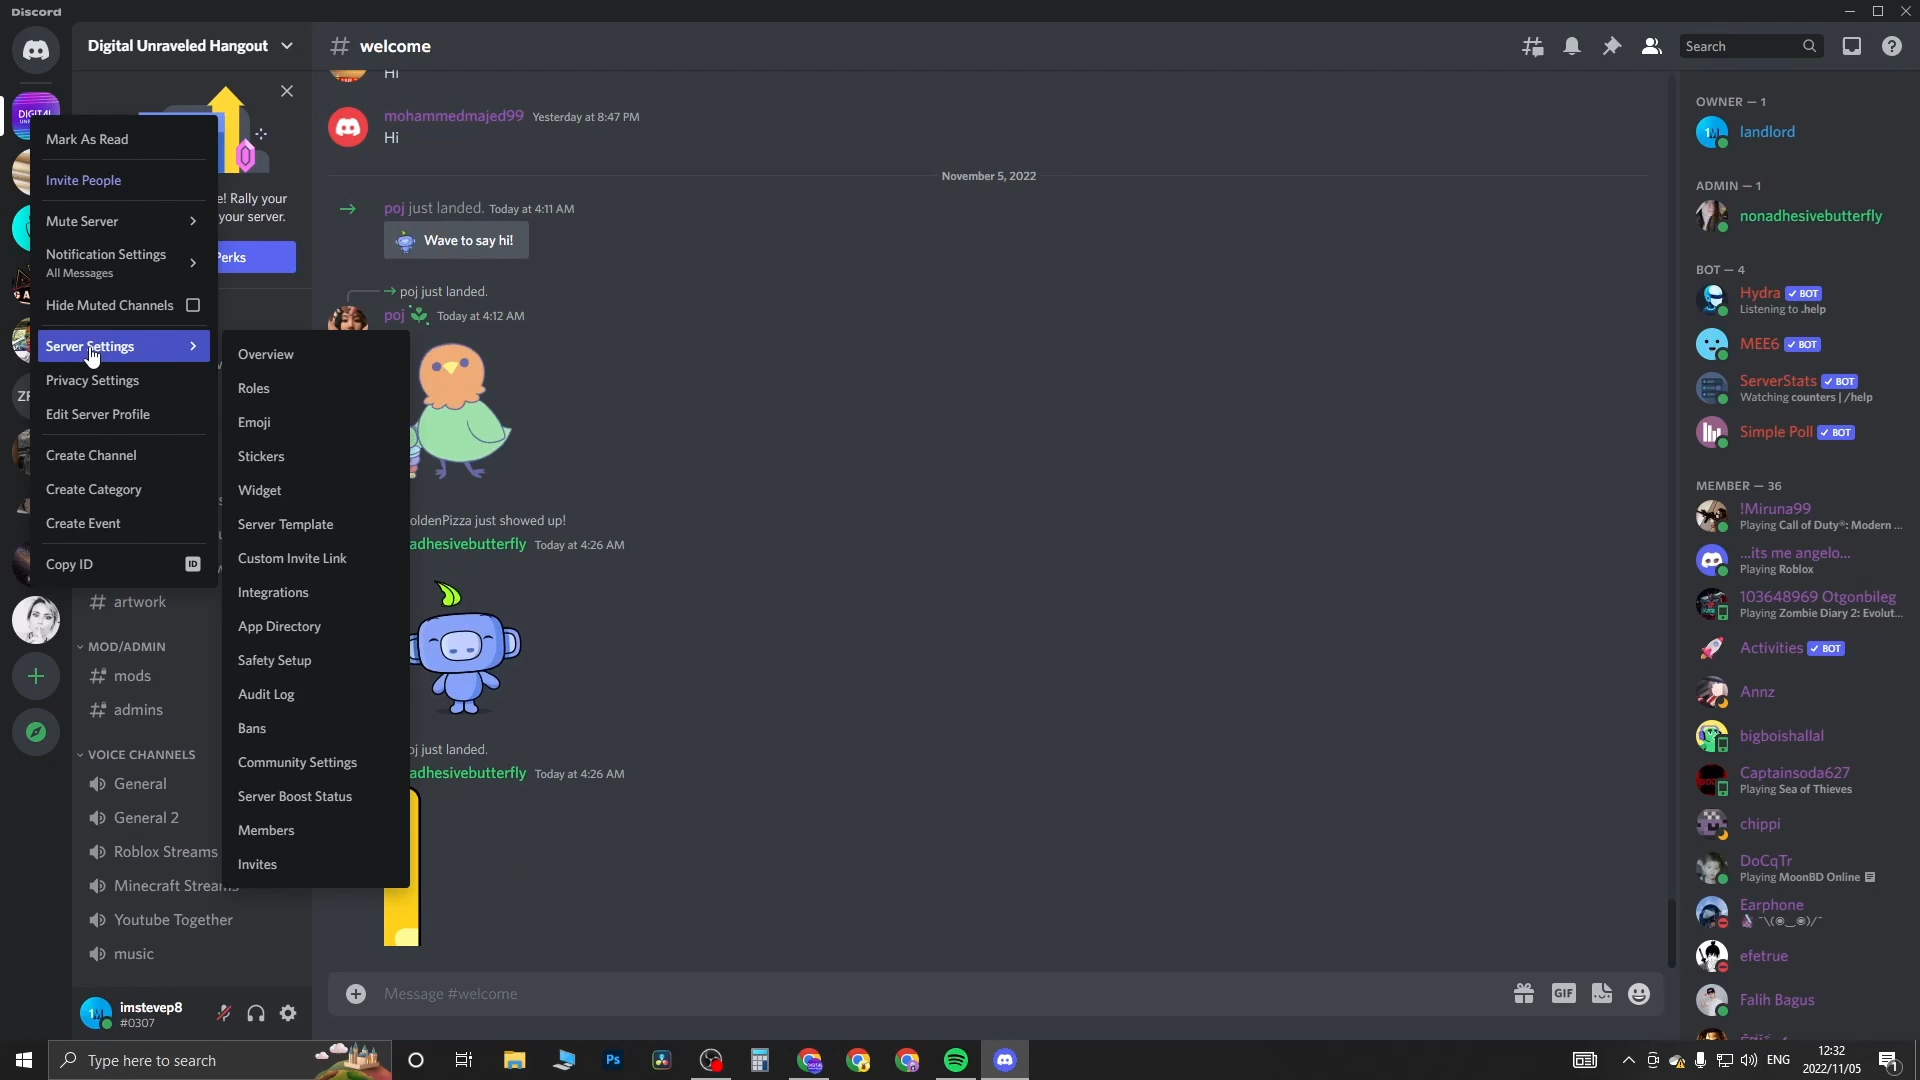 Discord
Digital Unraveled Hangout
# welcome
Search
DIGITAL
Mark As Read
Invite People
Mute Server
Notification Settings
All Messages
Hide Muted Channels
Server Settings
Privacy Settings
Edit Server Profile
Create Channel
Create Category
Create Event
Copy ID
ID
e! Rally your
your server.
Perks
Overview
Roles
Emoji
Stickers
Widget
Server Template
Custom Invite Link
Integrations
App Directory
Safety Setup
Audit Log
Bans
Community Settings
Server Boost Status
Members
Invites
# artwork
MOD/ADMIN
mods
admins
VOICE CHANNELS
General
General 2
Roblox Streams
Minecraft Streams
Youtube Together
music
imstevep8
#0307
Hi
mohammedmajed99 Yesterday at 8:47 PM
Hi
November 5, 2022
poj just landed. Today at 4:11 AM
Wave to say hi!
poj just landed.
poj Today at 4:12 AM
oldenPizza just showed up!
adhesivebutterfly Today at 4:26 AM
oj just landed.
adhesivebutterfly Today at 4:26 AM
Message #welcome
GIF
OWNER — 1
landlord
ADMIN — 1
nonadhesivebutterfly
BOT — 4
Hydra ✓ BOT
Listening to .help
MEE6 ✓ BOT
ServerStats ✓ BOT
Watching counters | /help
Simple Poll ✓ BOT
MEMBER — 36
!Miruna99
Playing Call of Duty®: Modern ...
...its me angelo...
Playing Roblox
103648969 Otgonbileg
Playing Zombie Diary 2: Evolut...
Activities ✓ BOT
Annz
bigboishallal
Captainsoda627
Playing Sea of Thieves
chippi
DoCqTr
Playing MoonBD Online
Earphone
efetrue
Falih Bagus
Type here to search
Ps
ENG
12:32
2022/11/05
1